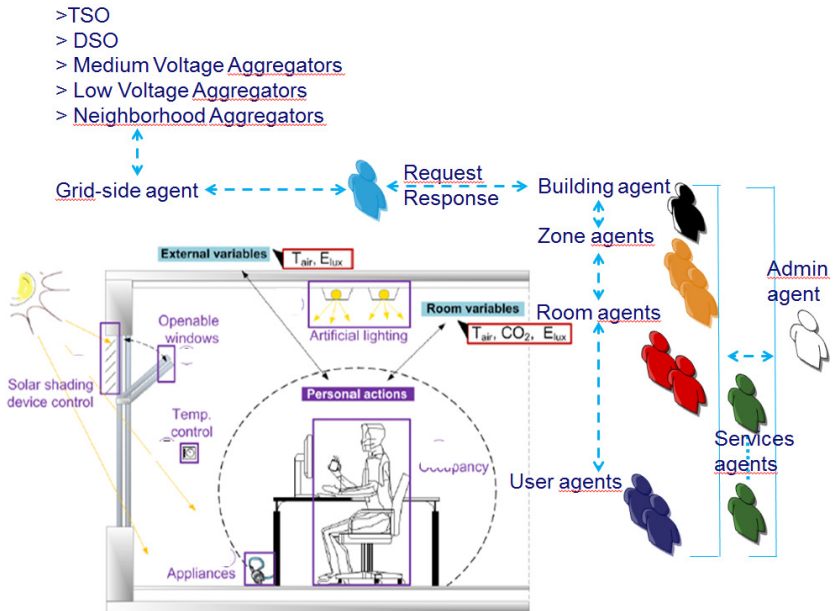 >TSO
> DSO
> Medium Voltage Aggregators
> Low Voltage Aggregators
> Neighborhood Aggregators
Grid-side agent
Request
Response
Building agent
Zone agents
Room agents
User agents
Admin
agent
Services
agents
External variables
Tair, Elux
Room variables
Tair, CO2, Elux
Artificial lighting
Openable
windows
Solar shading
device control
Temp.
control
Personal actions
Occupancy
Appliances